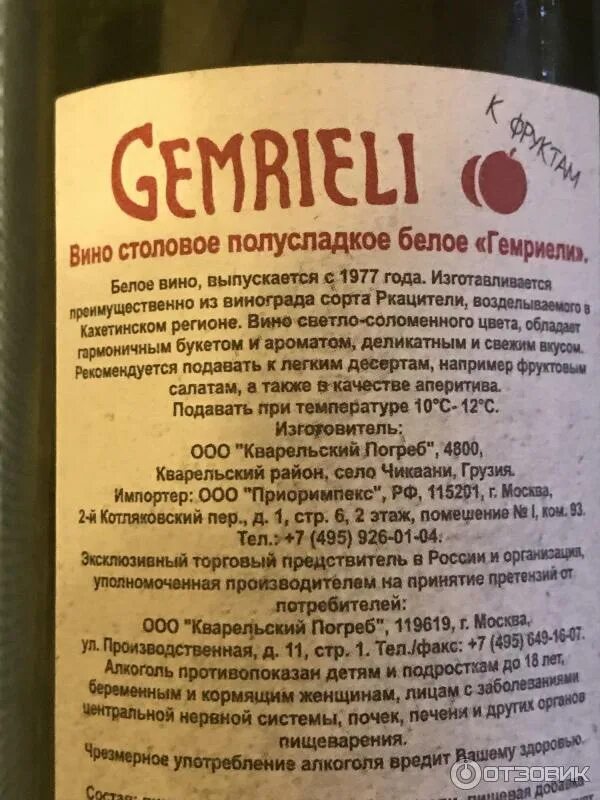 GEMRIELI
К ФРУКТАМ
Вино столовое полусладкое белое «Гемриели».
Белое вино, выпускается с 1977 года. Изготавливается
преимущественно из винограда сорта Ркацители, возделываемого в
Кахетинском регионе. Вино светло-соломенного цвета, обладает
гармоничным букетом и ароматом, деликатным и свежим вкусом.
Рекомендуется подавать к легким десертам, например фруктовым
салатам, а также в качестве аперитива.
Подавать при температуре 10°C- 12°C.
Изготовитель:
ООО "Кварельский Погреб", 4800,
Кварельский район, село Чикаани, Грузия.
Импортер: ООО "Приоримпекс", РФ, 115201, г. Москва,
2-й Котляковский пер., д. 1, стр. 6, 2 этаж, помешение № I, ком. 93.
Тел.: +7 (495) 926-01-04.
Эксклюзивный торговый предствитель в России и организация,
уполномоченная производителем на принятие претензий от
потребителей:
ООО "Кварельский Погреб", 119619, г. Москва,
ул. Производственная, д. 11, стр. 1. Тел./факс: +7 (495) 649-16-07.
Алкоголь противопоказан детям и подросткам до 18 лет,
беременным и кормящим женщинам, лицам с заболеваниями
центральной нервной системы, почек, печени и других органов
пищеварения.
Чрезмерное употребление алкоголя вредит Вашему здоровью.
Состав: пищевая добавка
ОТЗОВИК